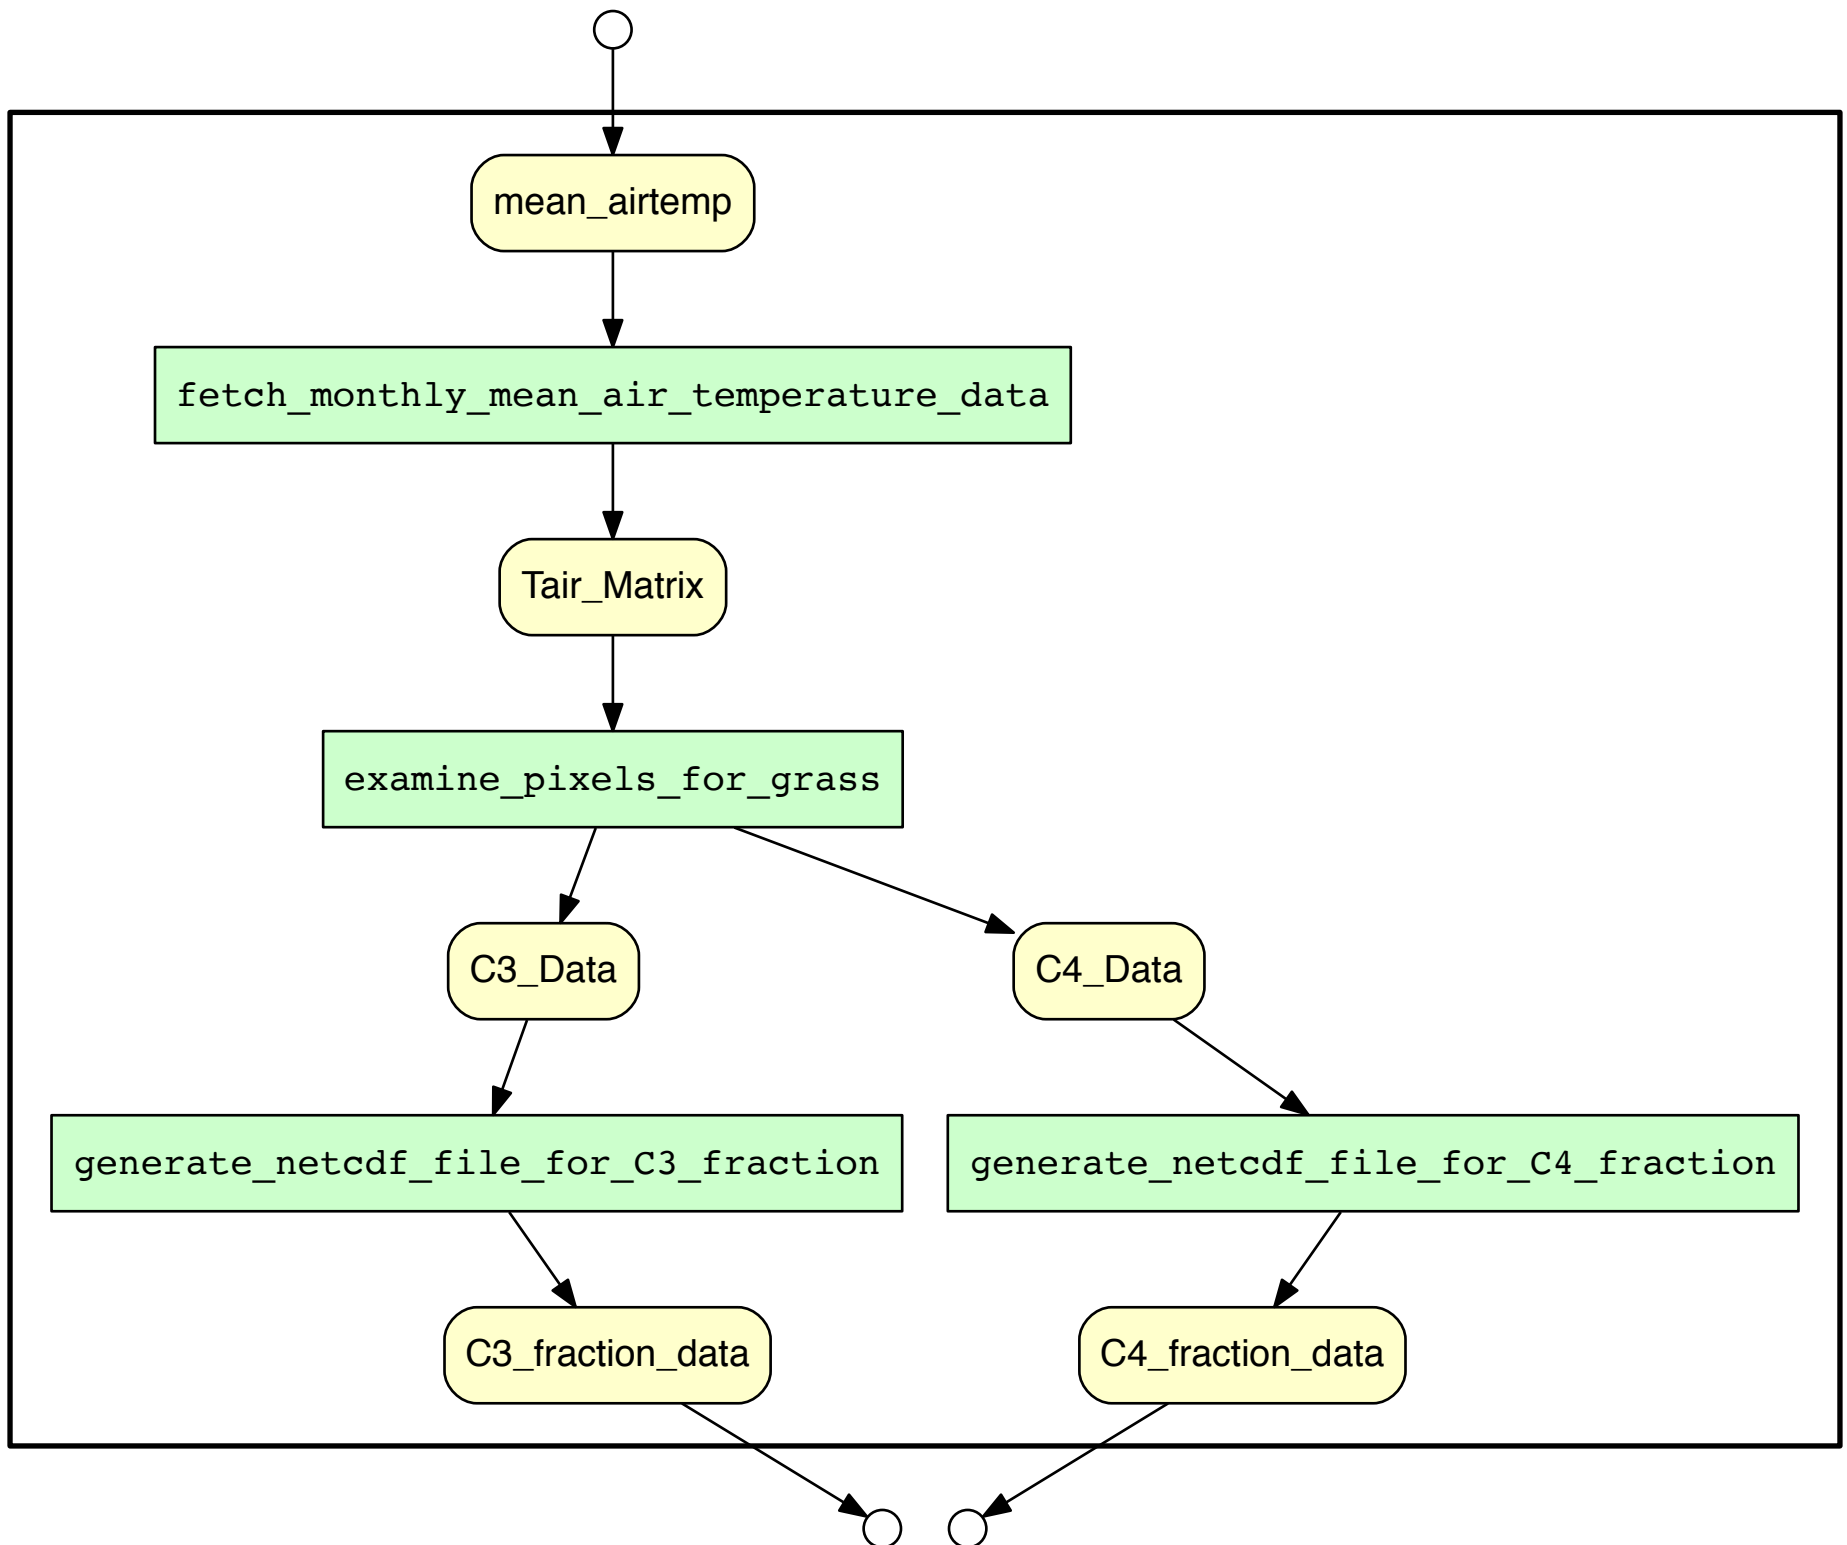 mean_airtemp
fetch_monthly_mean_air_temperature_data
Tair_Matrix
examine_pixels_for_grass
C3_Data
C4_Data
generate_netcdf_file_for_C3_fraction
generate_netcdf_file_for_C4_fraction
C3_fraction_data
C4_fraction_data